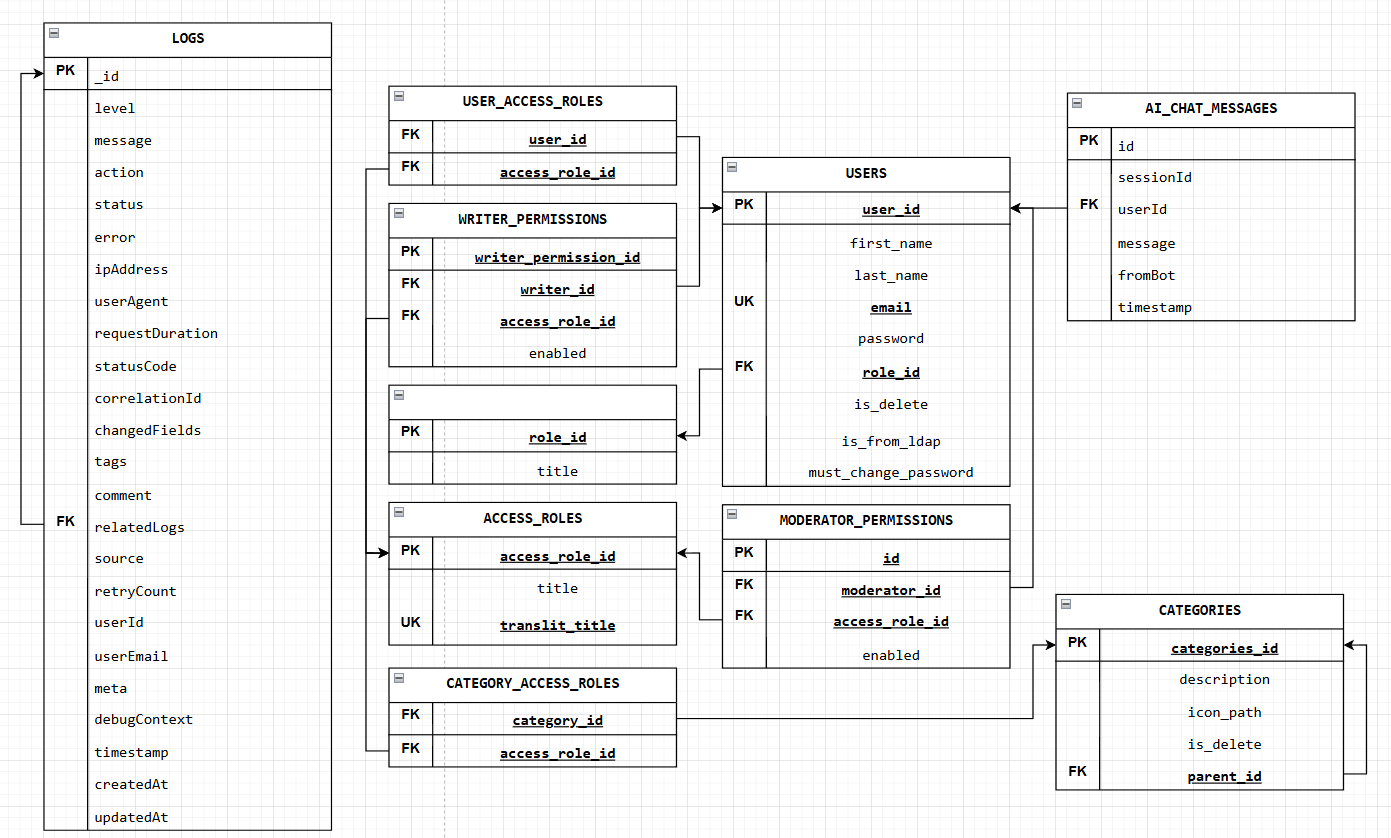 LOGS
PK _id
level
message
action
status
error
ipAddress
userAgent
requestDuration
statusCode
correlationId
changedFields
tags
comment
FK relatedLogs
source
retryCount
userId
userEmail
meta
debugContext
timestamp
createdAt
updatedAt
USER_ACCESS_ROLES
FK user_id
FK access_role_id
WRITER_PERMISSIONS
PK writer_permission_id
FK writer_id
FK access_role_id
enabled
PK role_id
title
ACCESS_ROLES
PK access_role_id
title
UK translit_title
CATEGORY_ACCESS_ROLES
FK category_id
FK access_role_id
USERS
PK user_id
first_name
last_name
UK email
password
FK role_id
is_delete
is_from_ldap
must_change_password
MODERATOR_PERMISSIONS
PK id
FK moderator_id
FK access_role_id
enabled
AI_CHAT_MESSAGES
PK id
sessionId
FK userId
message
fromBot
timestamp
CATEGORIES
PK categories_id
description
icon_path
is_delete
FK parent_id